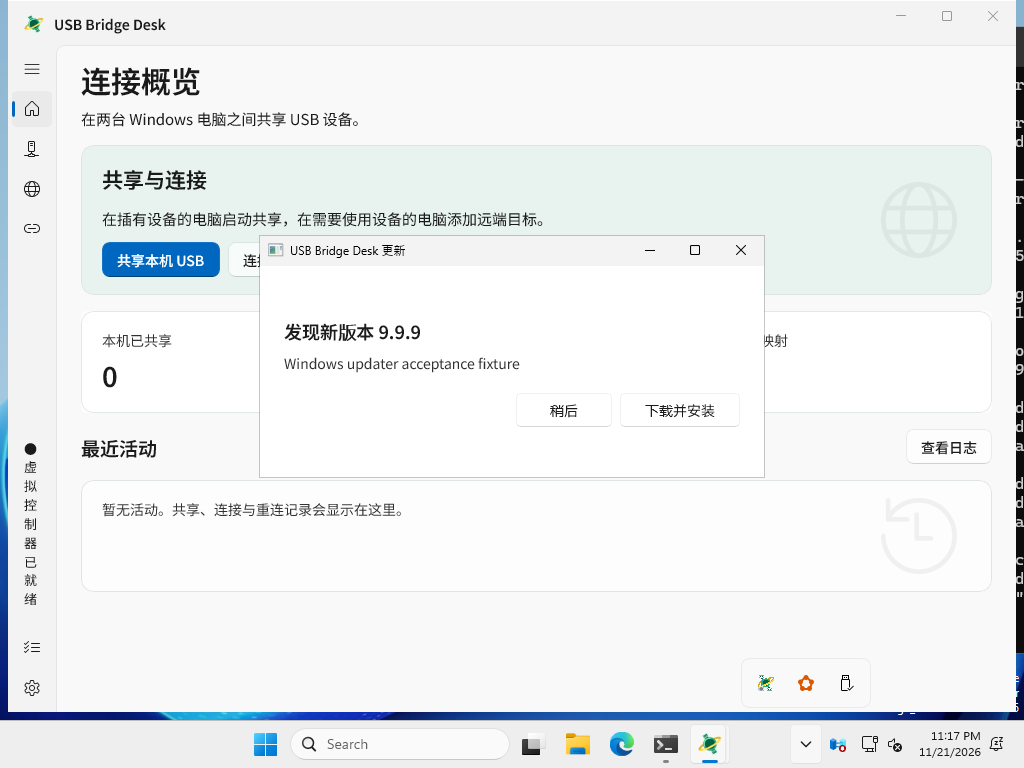 USB Bridge Desk
连接概览
在两台 Windows 电脑之间共享 USB 设备。
共享与连接
在插有设备的电脑启动共享，在需要使用设备的电脑添加远端目标。
共享本机 USB
USB Bridge Desk 更新
发现新版本 9.9.9
Windows updater acceptance fixture
稍后
下载并安装
本机已共享
映射
0
最近活动
查看日志
暂无活动。共享、连接与重连记录会显示在这里。
虚拟控制器已就绪
Search
11:17 PM
11/21/2026